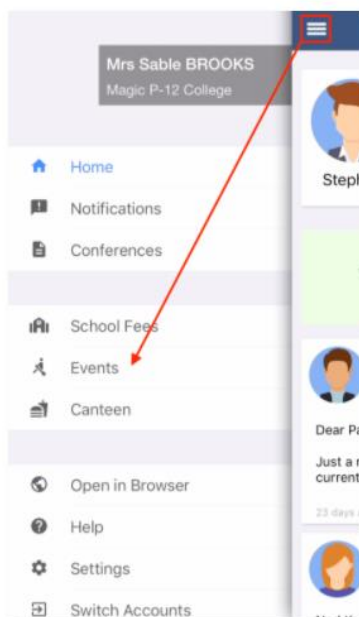 Mrs Sable BROOKS
Magic P-12 College
Home
Notifications
Conferences
School Fees
Events
Canteen
Open in Browser
Help
Settings
Switch Accounts
Steph
Dear Pa
Just a r
current
23 days